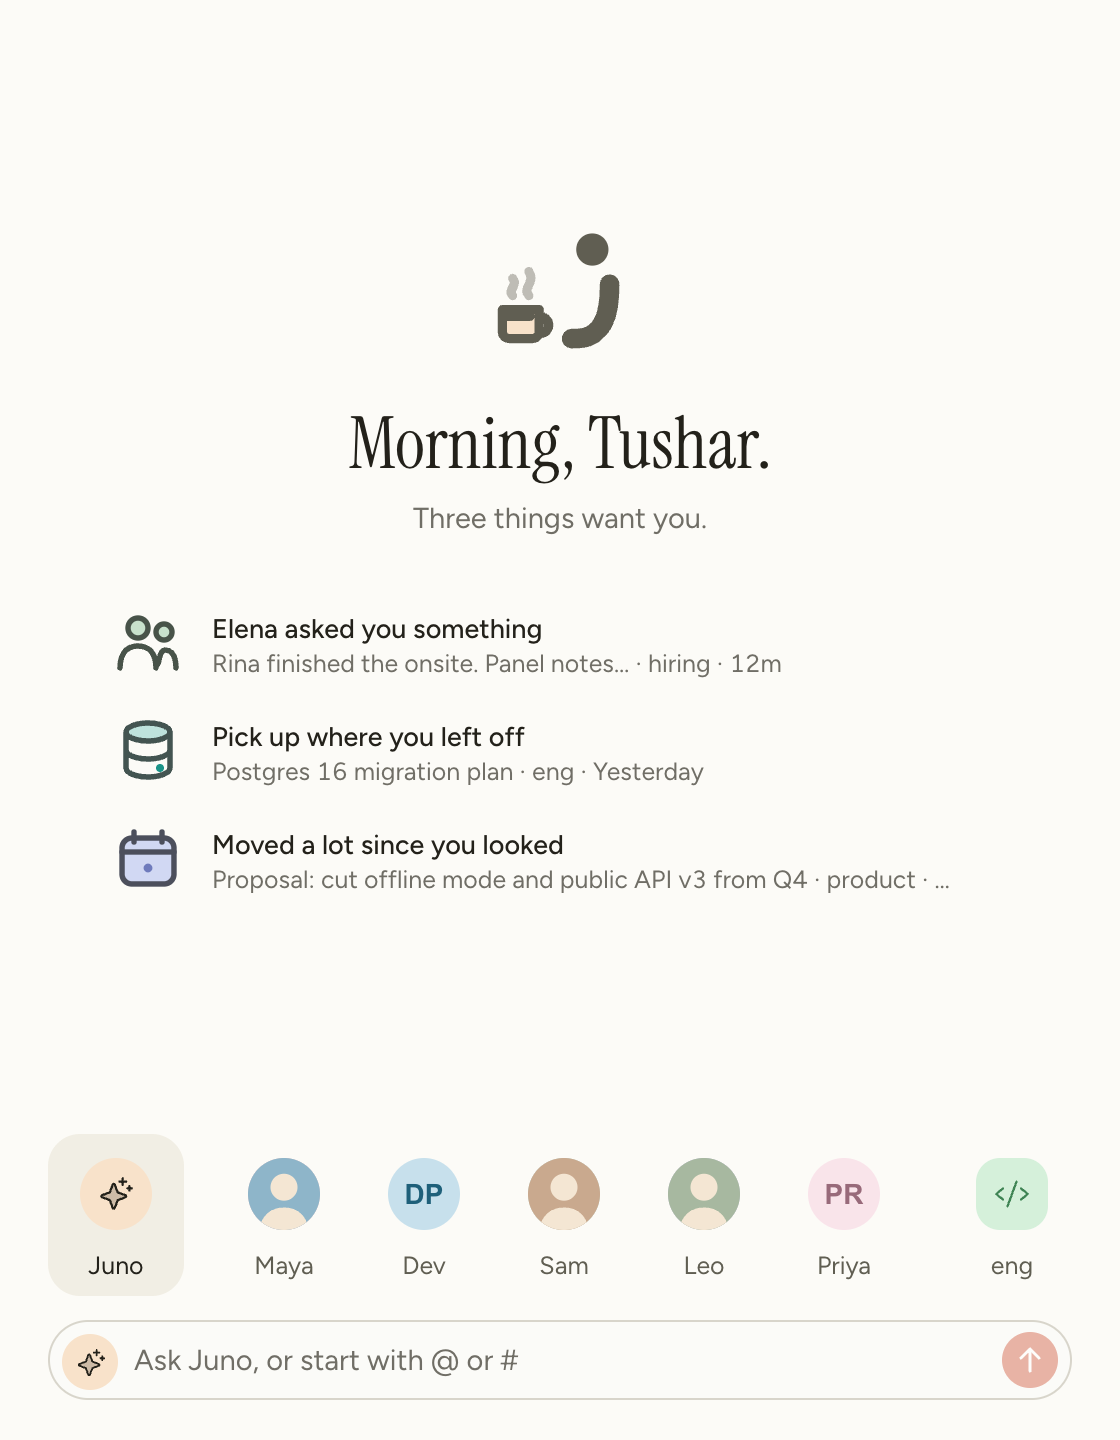 Morning, Tushar.
Three things want you.
Elena asked you something
Rina finished the onsite. Panel notes... · hiring · 12m
Pick up where you left off
Postgres 16 migration plan · eng · Yesterday
Moved a lot since you looked
Proposal: cut offline mode and public API v3 from Q4 · product · ...
DP
PR
</>
Juno
Maya
Dev
Sam
Leo
Priya
eng
Ask Juno, or start with @ or #